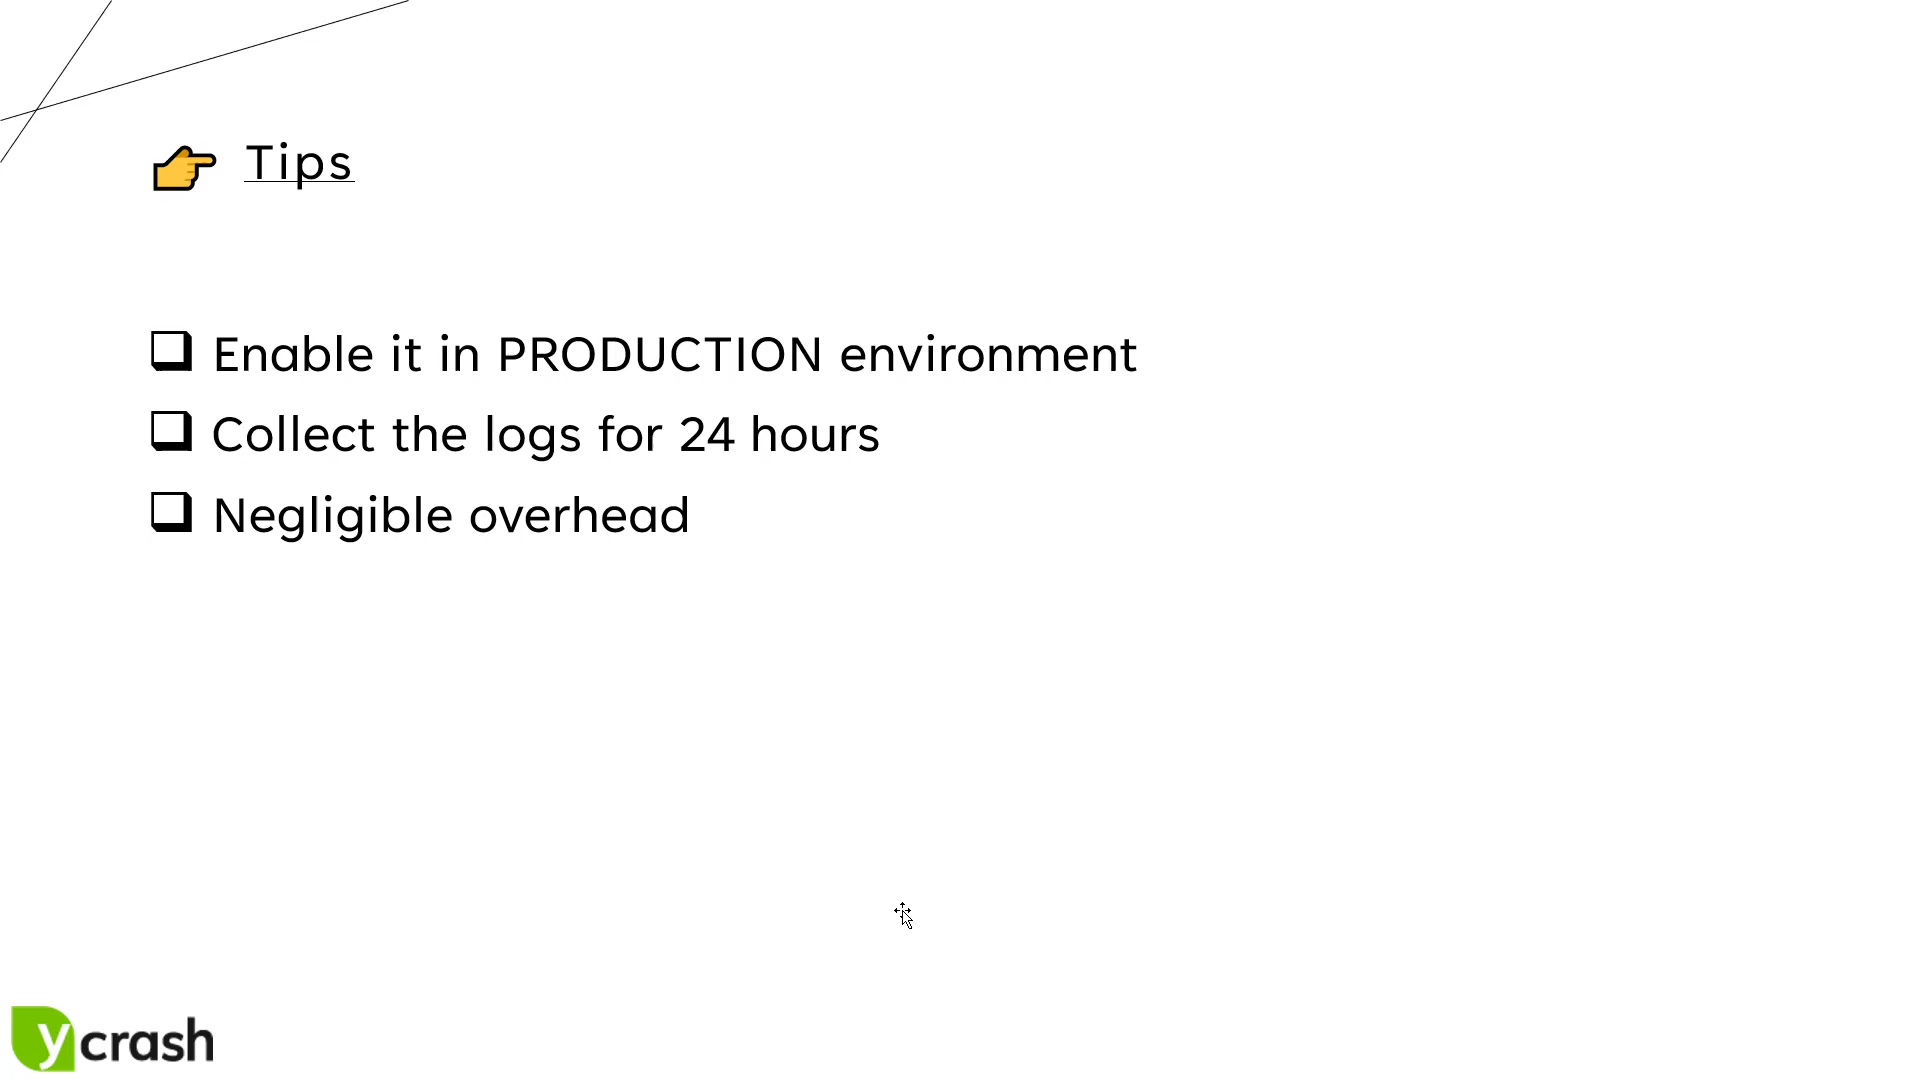 Tips
Enable it in PRODUCTION environment
Collect the logs for 24 hours
Negligible overhead
ycrash